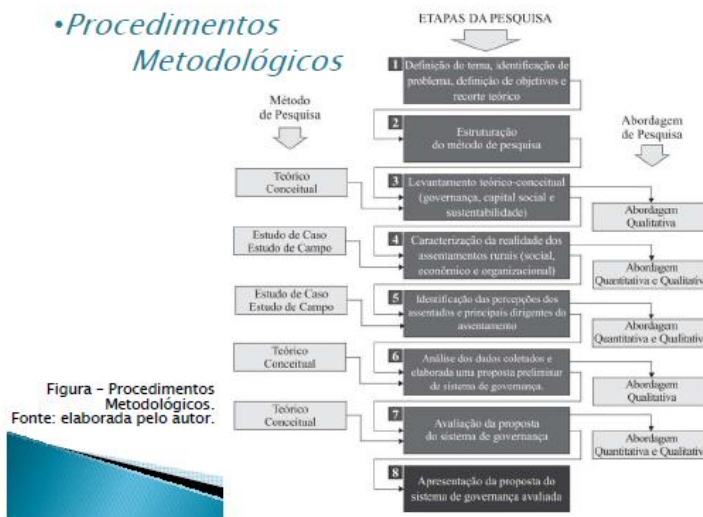 •Procedimentos
Metodológicos
ETAPAS DA PESQUISA
Método
de Pesquisa
Abordagem
de Pesquisa
1 Definição do tema, identificação de
problema, definição de objetivos e
recorte teórico
2
Estruturação
do método de pesquisa
Teórico
Conceitual
3 Levantamento teórico-conceitual
(governança, capital social e
sustentabilidade)
Abordagem
Qualitativa
Estudo de Caso
Estudo de Campo
4 Caracterização da realidade dos
assentamentos rurais (social,
econômico e organizacional)
Abordagem
Quantitativa e Qualitativa
Estudo de Caso
Estudo de Campo
5 Identificação das percepções dos
assentados e principais dirigentes do
assentamento
Abordagem
Quantitativa e Qualitativa
Teórico
Conceitual
6 Análise dos dados coletados e
elaborada uma proposta preliminar
de sistema de governança.
Abordagem
Qualitativa
Teórico
Conceitual
7
Avaliação da proposta
do sistema de governança
Abordagem
Quantitativa e Qualitativa
8
Apresentação da proposta do
sistema de governança avaliada
Figura – Procedimentos
Metodológicos.
Fonte: elaborada pelo autor.